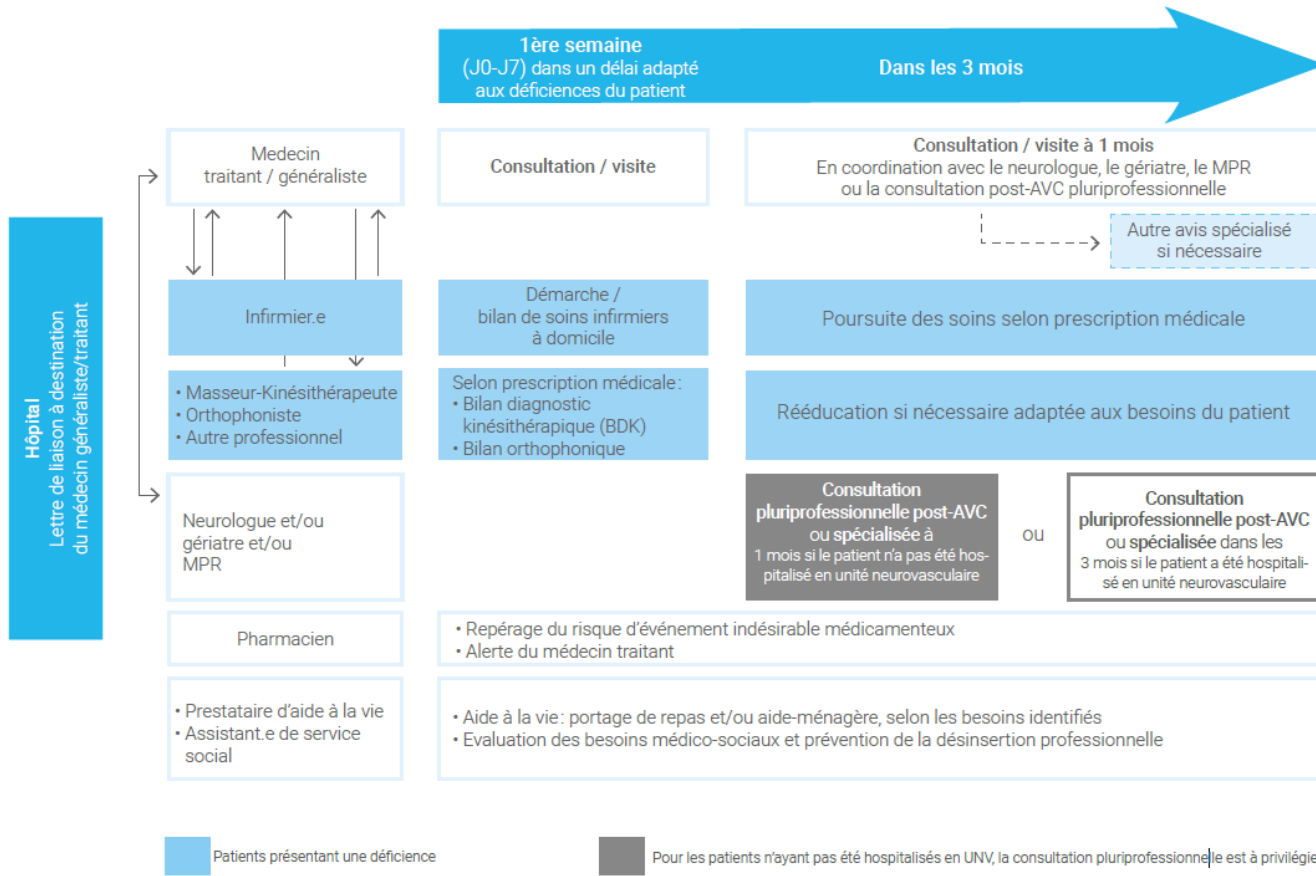 1ère semaine
(J0-J7) dans un délai adapté
aux déficiences du patient
Dans les 3 mois
Hôpital
Lettre de liaison à destination
du médecin généraliste/traitant
Medecin
traitant / généraliste
Consultation / visite
Consultation / visite à 1 mois
En coordination avec le neurologue, le gériatre, le MPR
ou la consultation post-AVC pluriprofessionnelle
Autre avis spécialisé
si nécessaire
Infirmier.e
Démarche /
bilan de soins infirmiers
à domicile
Poursuite des soins selon prescription médicale
• Masseur-Kinésithérapeute
• Orthophoniste
• Autre professionnel
Selon prescription médicale:
• Bilan diagnostic
kinésithérapique (BDK)
• Bilan orthophonique
Rééducation si nécessaire adaptée aux besoins du patient
Neurologue et/ou
gériatre et/ou
MPR
Consultation
pluriprofessionnelle post-AVC
ou spécialisée à
1 mois si le patient n'a pas été hos-
pitalisé en unité neurovasculaire
ou
Consultation
pluriprofessionnelle post-AVC
ou spécialisée dans les
3 mois si le patient a été hospitali-
sé en unité neurovasculaire
Pharmacien
• Repérage du risque d'événement indésirable médicamenteux
• Alerte du médecin traitant
• Prestataire d'aide à la vie
• Assistant.e de service
social
• Aide à la vie: portage de repas et/ou aide-ménagère, selon les besoins identifiés
• Evaluation des besoins médico-sociaux et prévention de la désinsertion professionnelle
Patients présentant une déficience
Pour les patients n'ayant pas été hospitalisés en UNV, la consultation pluriprofessionnelle est à privilégie